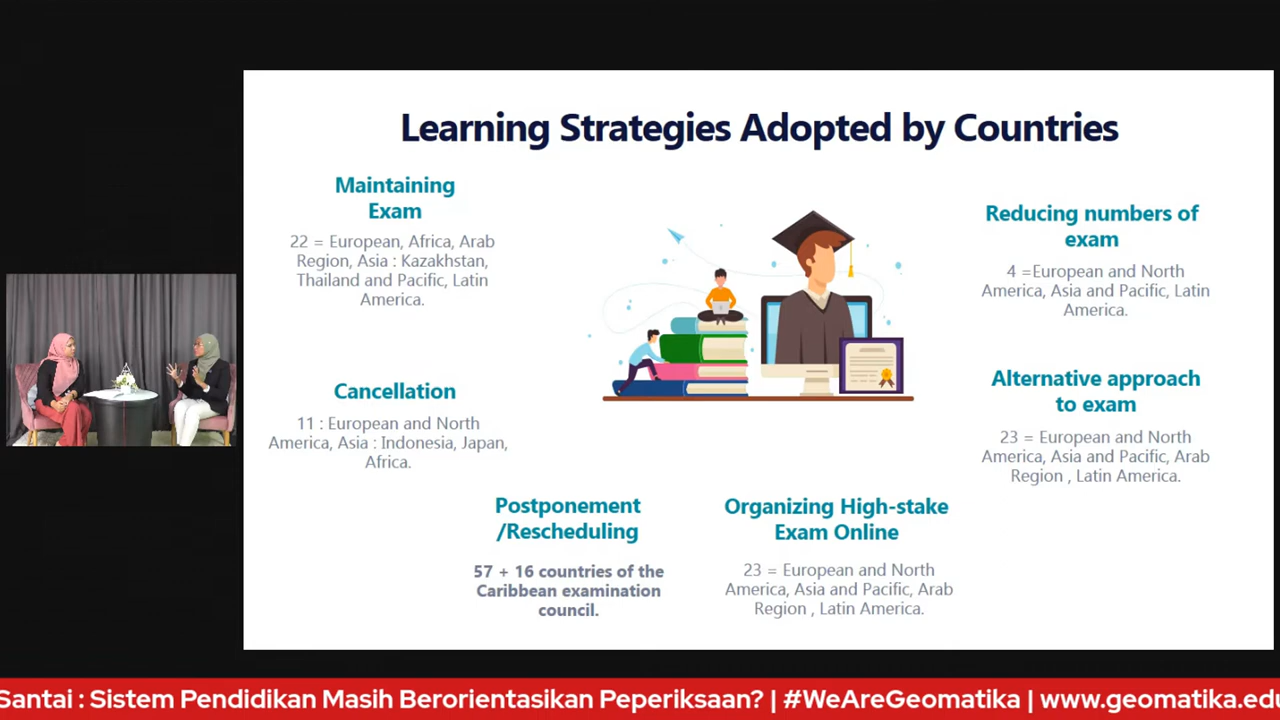 Learning Strategies Adopted by Countries
Maintaining
Exam
22 = European, Africa, Arab
Region, Asia : Kazakhstan,
Thailand and Pacific, Latin
America.
Cancellation
11 : European and North
America, Asia : Indonesia, Japan,
Africa.
Postponement
/Rescheduling
57 + 16 countries of the
Caribbean examination
council.
Organizing High-stake
Exam Online
23 = European and North
America, Asia and Pacific, Arab
Region , Latin America.
Reducing numbers of
exam
4 =European and North
America, Asia and Pacific, Latin
America.
Alternative approach
to exam
23 = European and North
America, Asia and Pacific, Arab
Region , Latin America.
Santai : Sistem Pendidikan Masih Berorientasikan Peperiksaan? | #WeAreGeomatika | www.geomatika.edu